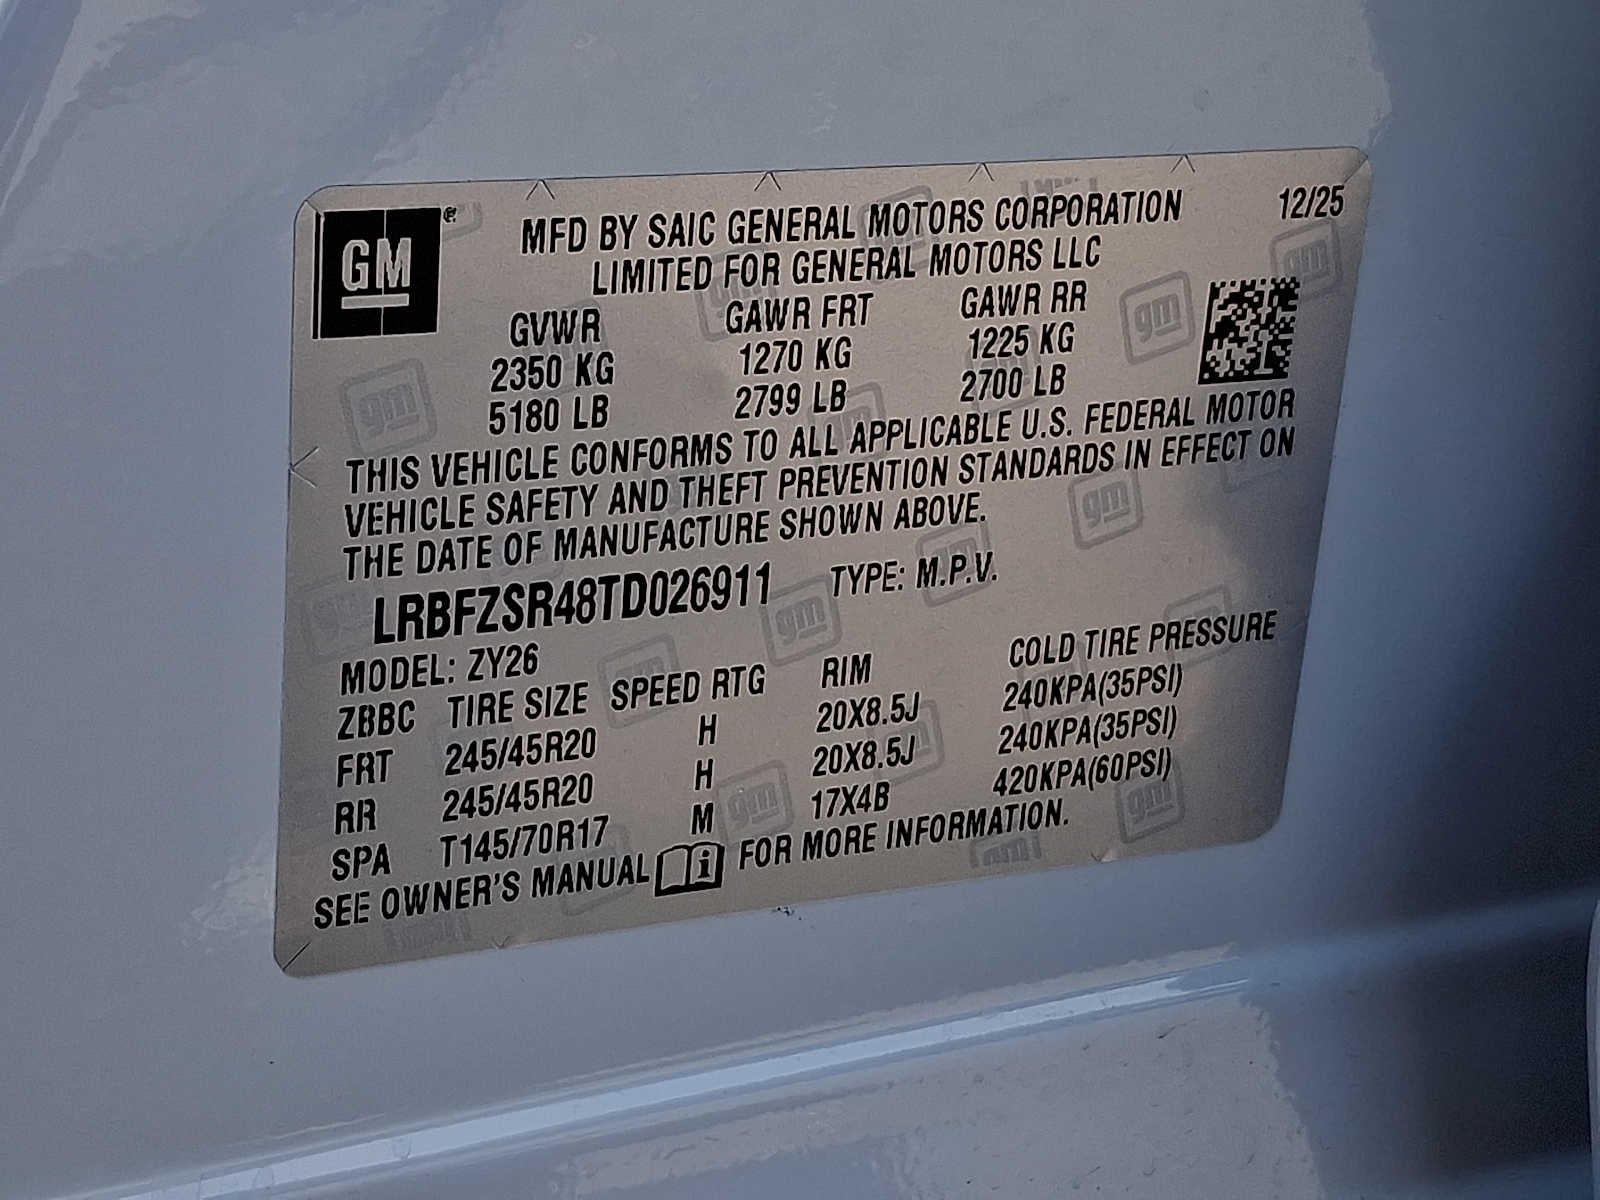 GM®
MFD BY SAIC GENERAL MOTORS CORPORATION 12/25
LIMITED FOR GENERAL MOTORS LLC
GVWR GAWR FRT GAWR RR
2350 KG 1270 KG 1225 KG
5180 LB 2799 LB 2700 LB
THIS VEHICLE CONFORMS TO ALL APPLICABLE U.S. FEDERAL MOTOR
VEHICLE SAFETY AND THEFT PREVENTION STANDARDS IN EFFECT ON
THE DATE OF MANUFACTURE SHOWN ABOVE.
LRBFZSR48TD026911 TYPE: M.P.V.
MODEL: ZY26
ZBBC TIRE SIZE SPEED RTG RIM COLD TIRE PRESSURE
FRT 245/45R20 H 20X8.5J 240KPA(35PSI)
RR 245/45R20 H 20X8.5J 240KPA(35PSI)
SPA T145/70R17 M 17X4B 420KPA(60PSI)
SEE OWNER'S MANUAL i FOR MORE INFORMATION.